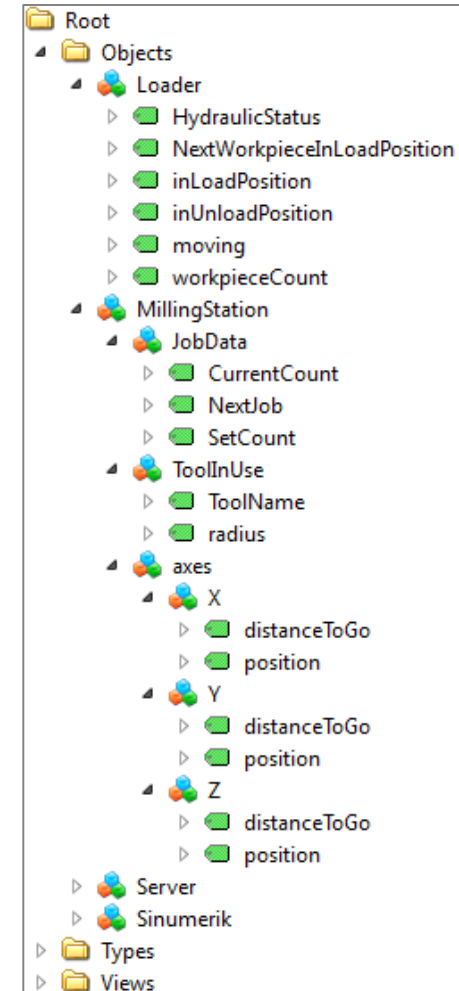 Root
Objects
Loader
HydraulicStatus
NextWorkpieceInLoadPosition
inLoadPosition
inUnloadPosition
moving
workpieceCount
MillingStation
JobData
CurrentCount
NextJob
SetCount
ToolInUse
ToolName
radius
axes
X
distanceToGo
position
Y
distanceToGo
position
Z
distanceToGo
position
Server
Sinumerik
Types
Views